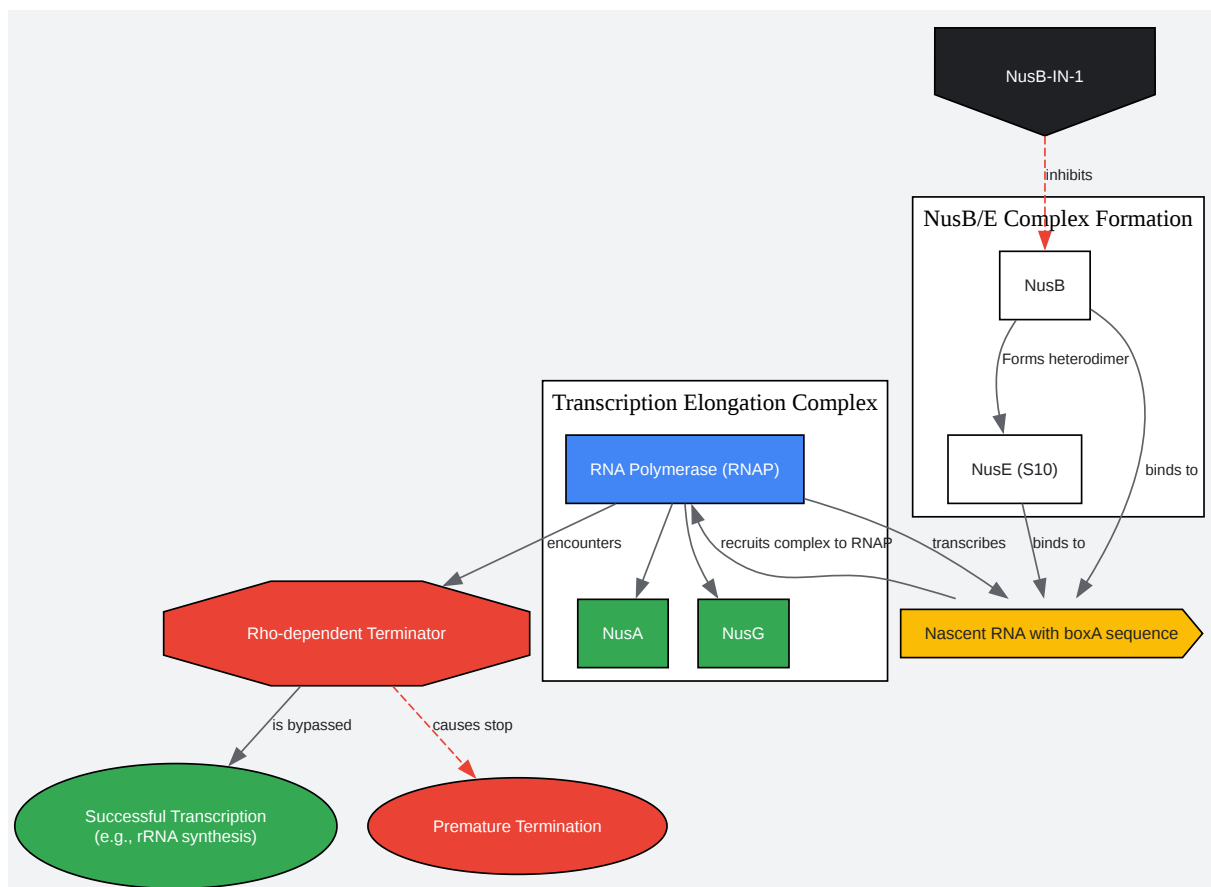 NusB-IN-1
inhibits
NusB/E Complex Formation
NusB
Forms heterodimer
Transcription Elongation Complex
RNA Polymerase (RNAP)
NusE (S10)
binds to
encounters
recruits complex to RNAP
transcribes
binds to
Rho-dependent Terminator
NusA
NusG
Nascent RNA with boxA sequence
is bypassed
causes stop
Successful Transcription
(e.g., rRNA synthesis)
Premature Termination